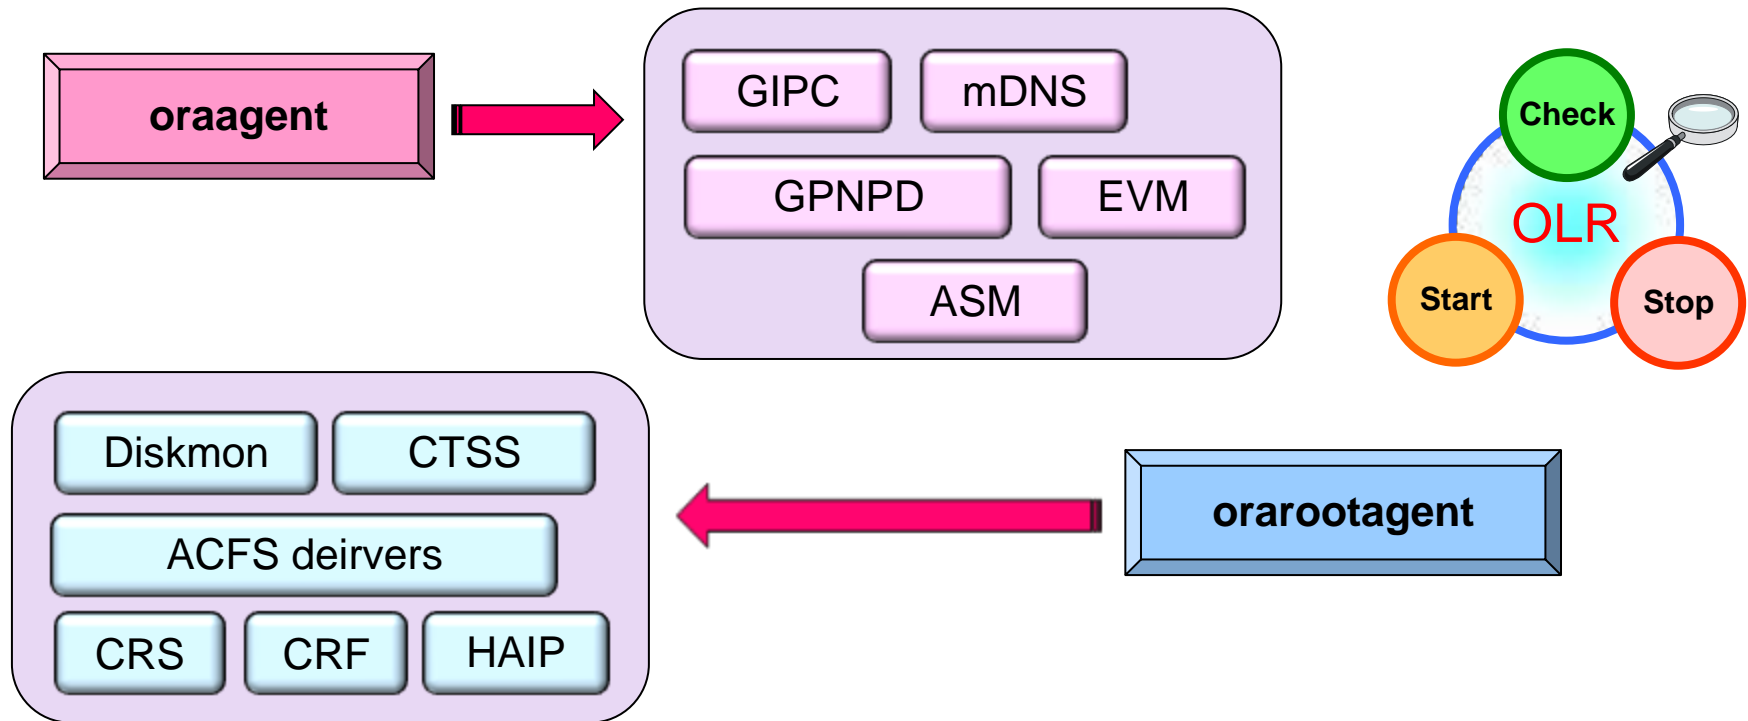 oraagent
GIPC
mDNS
GPNPD
EVM
ASM
Check
OLR
Start
Stop
Diskmon
CTSS
ACFS deirvers
CRS
CRF
HAIP
orarootagent